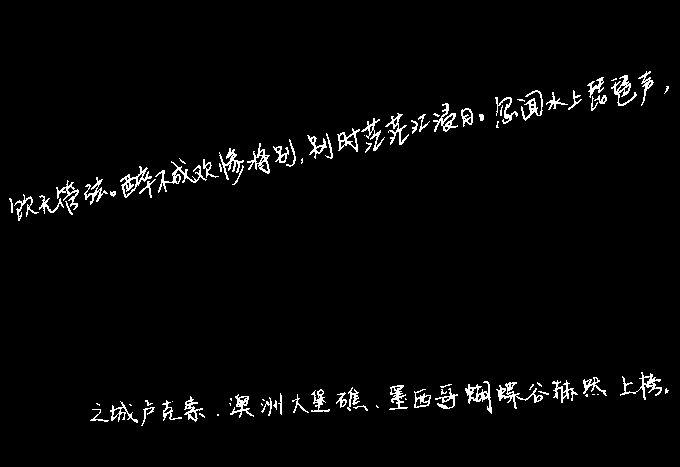 饮无管弦。醉不成欢惨将别，别时茫茫江浸月。忽闻水上琵琶声，
之城卢克索、澳洲大堡礁、墨西哥蝴蝶谷赫然上榜。